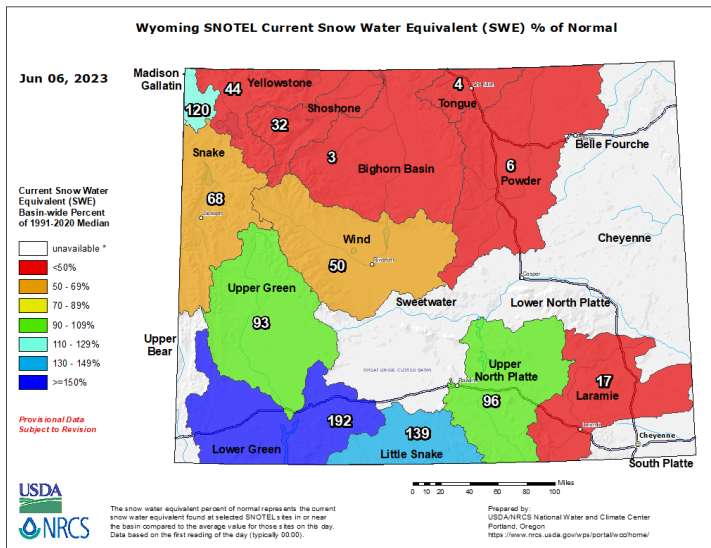 Wyoming SNOTEL Current Snow Water Equivalent (SWE) % of Normal
Jun 06, 2023
Madison
Gallatin
120
44
Yellowstone
4
Tongue
Shoshone
32
3
Bighorn Basin
6
Powder
Belle Fourche
Snake
68
Jackson
Wind
50
Riverton
Cheyenne
Casper
Upper Green
93
Sweetwater
Lower North Platte
Upper
Bear
GREAT DIVIDE CLOSED BASIN
Upper
North Platte
Rawlins
96
17
Laramie
Laramie
192
Lower Green
139
Little Snake
Cheyenne
South Platte
Current Snow Water
Equivalent (SWE)
Basin-wide Percent
of 1991-2020 Median
unavailable *
<50%
50 - 69%
70 - 89%
90 - 109%
110 - 129%
130 - 149%
>=150%
Provisional Data
Subject to Revision
Miles
0 10 20 40 60 80 100
USDA
NRCS
The snow water equivalent percent of normal represents the current
snow water equivalent found at selected SNOTEL sites in or near
the basin compared to the average value for those sites on this day.
Data based on the first reading of the day (typically 00:00).
Prepared by:
USDA/NRCS National Water and Climate Center
Portland, Oregon
https://www.nrcs.usda.gov/wps/portal/wcc/home/